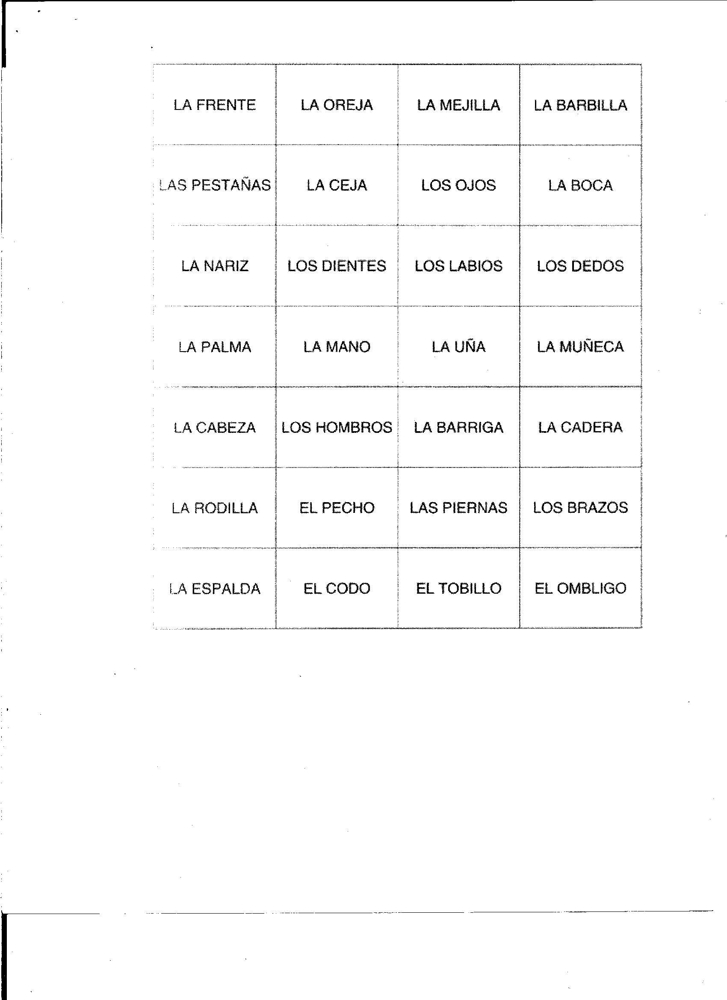 LA FRENTE LA OREJA LA MEJILLA LA BARBILLA
LAS PESTAÑAS LA CEJA LOS OJOS LA BOCA
LA NARIZ LOS DIENTES LOS LABIOS LOS DEDOS
LA PALMA LA MANO LA UÑA LA MUÑECA
LA CABEZA LOS HOMBROS LA BARRIGA LA CADERA
LA RODILLA EL PECHO LAS PIERNAS LOS BRAZOS
LA ESPALDA EL CODO EL TOBILLO EL OMBLIGO